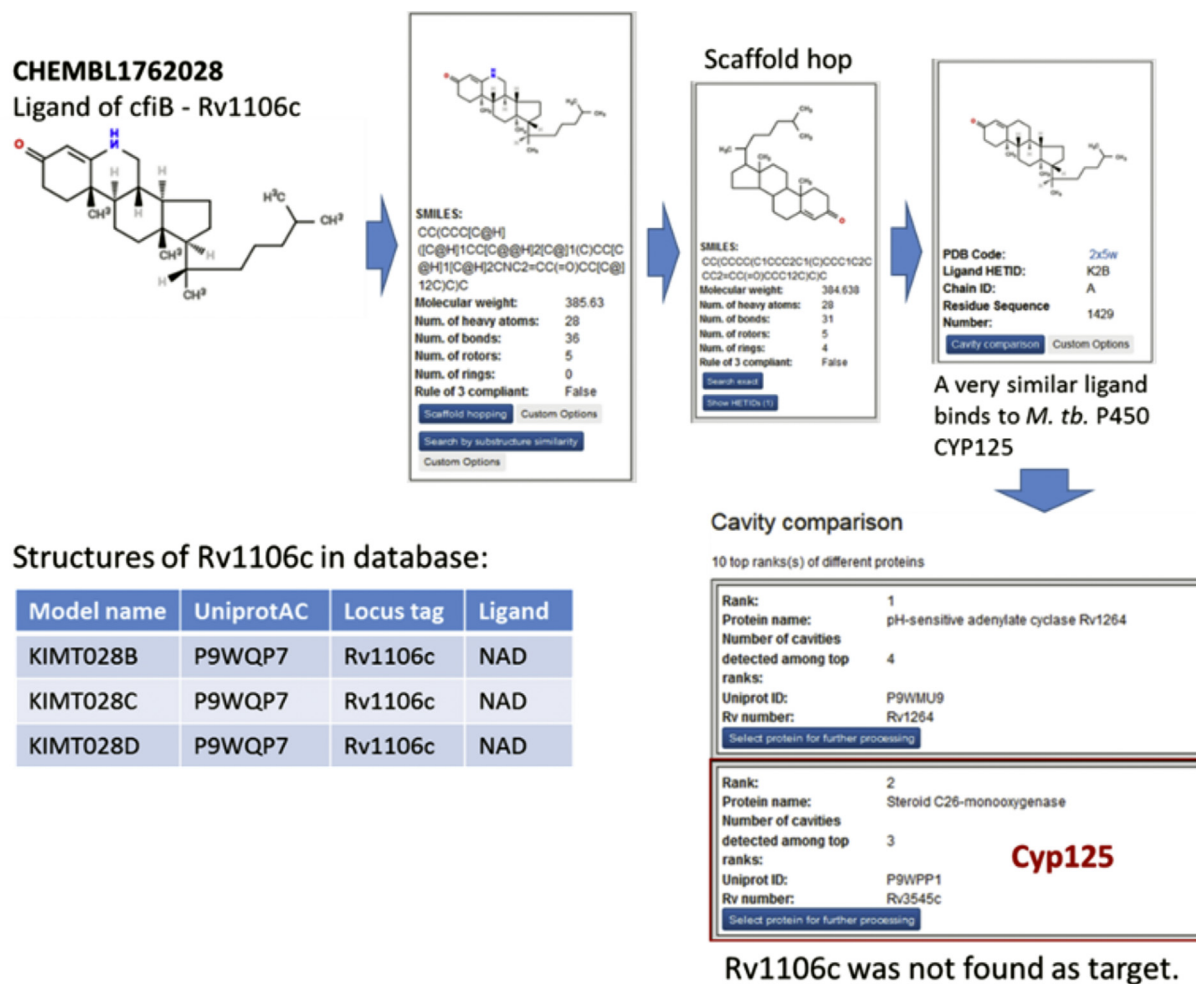 CHEMBL1762028
Ligand of cfiB - Rv1106c
O
H
N
H
H
H
CH³
CH³
H
H
CH³
H³C
CH³
SMILES:
CC(CCC[C@H]
([C@H]1CC[C@@H]2[C@]1(C)CC[C
@H]1[C@H]2CNC2=CC(=O)CC[C@]
12C)C)C
Molecular weight: 385.63
Num. of heavy atoms: 28
Num. of bonds: 36
Num. of rotors: 5
Num. of rings: 0
Rule of 3 compliant: False
Scaffold hopping Custom Options
Search by substructure similarity
Custom Options
Scaffold hop
H₃C
CH₃
H₃C
CH₃
CH₃
O
SMILES:
CC(CCCC(C1CCC2C1(C)CCC1C2C
CC2=CC(=O)CCC12C)C)C
Molecular weight: 384.638
Num. of heavy atoms: 28
Num. of bonds: 31
Num. of rotors: 5
Num. of rings: 4
Rule of 3 compliant: False
Search exact
Show HETIDs (1)
PDB Code: 2x5w
Ligand HETID: K2B
Chain ID: A
Residue Sequence
Number: 1429
Cavity comparison Custom Options
A very similar ligand
binds to M. tb. P450
CYP125
Structures of Rv1106c in database:
Model name UniprotAC Locus tag Ligand
KIMT028B P9WQP7 Rv1106c NAD
KIMT028C P9WQP7 Rv1106c NAD
KIMT028D P9WQP7 Rv1106c NAD
Cavity comparison
10 top ranks(s) of different proteins
Rank: 1
Protein name: pH-sensitive adenylate cyclase Rv1264
Number of cavities
detected among top 4
ranks:
Uniprot ID: P9WMU9
Rv number: Rv1264
Select protein for further processing
Rank: 2
Protein name: Steroid C26-monooxygenase
Number of cavities
detected among top 3
ranks:
Uniprot ID: P9WPP1
Rv number: Rv3545c
Select protein for further processing
Cyp125
Rv1106c was not found as target.